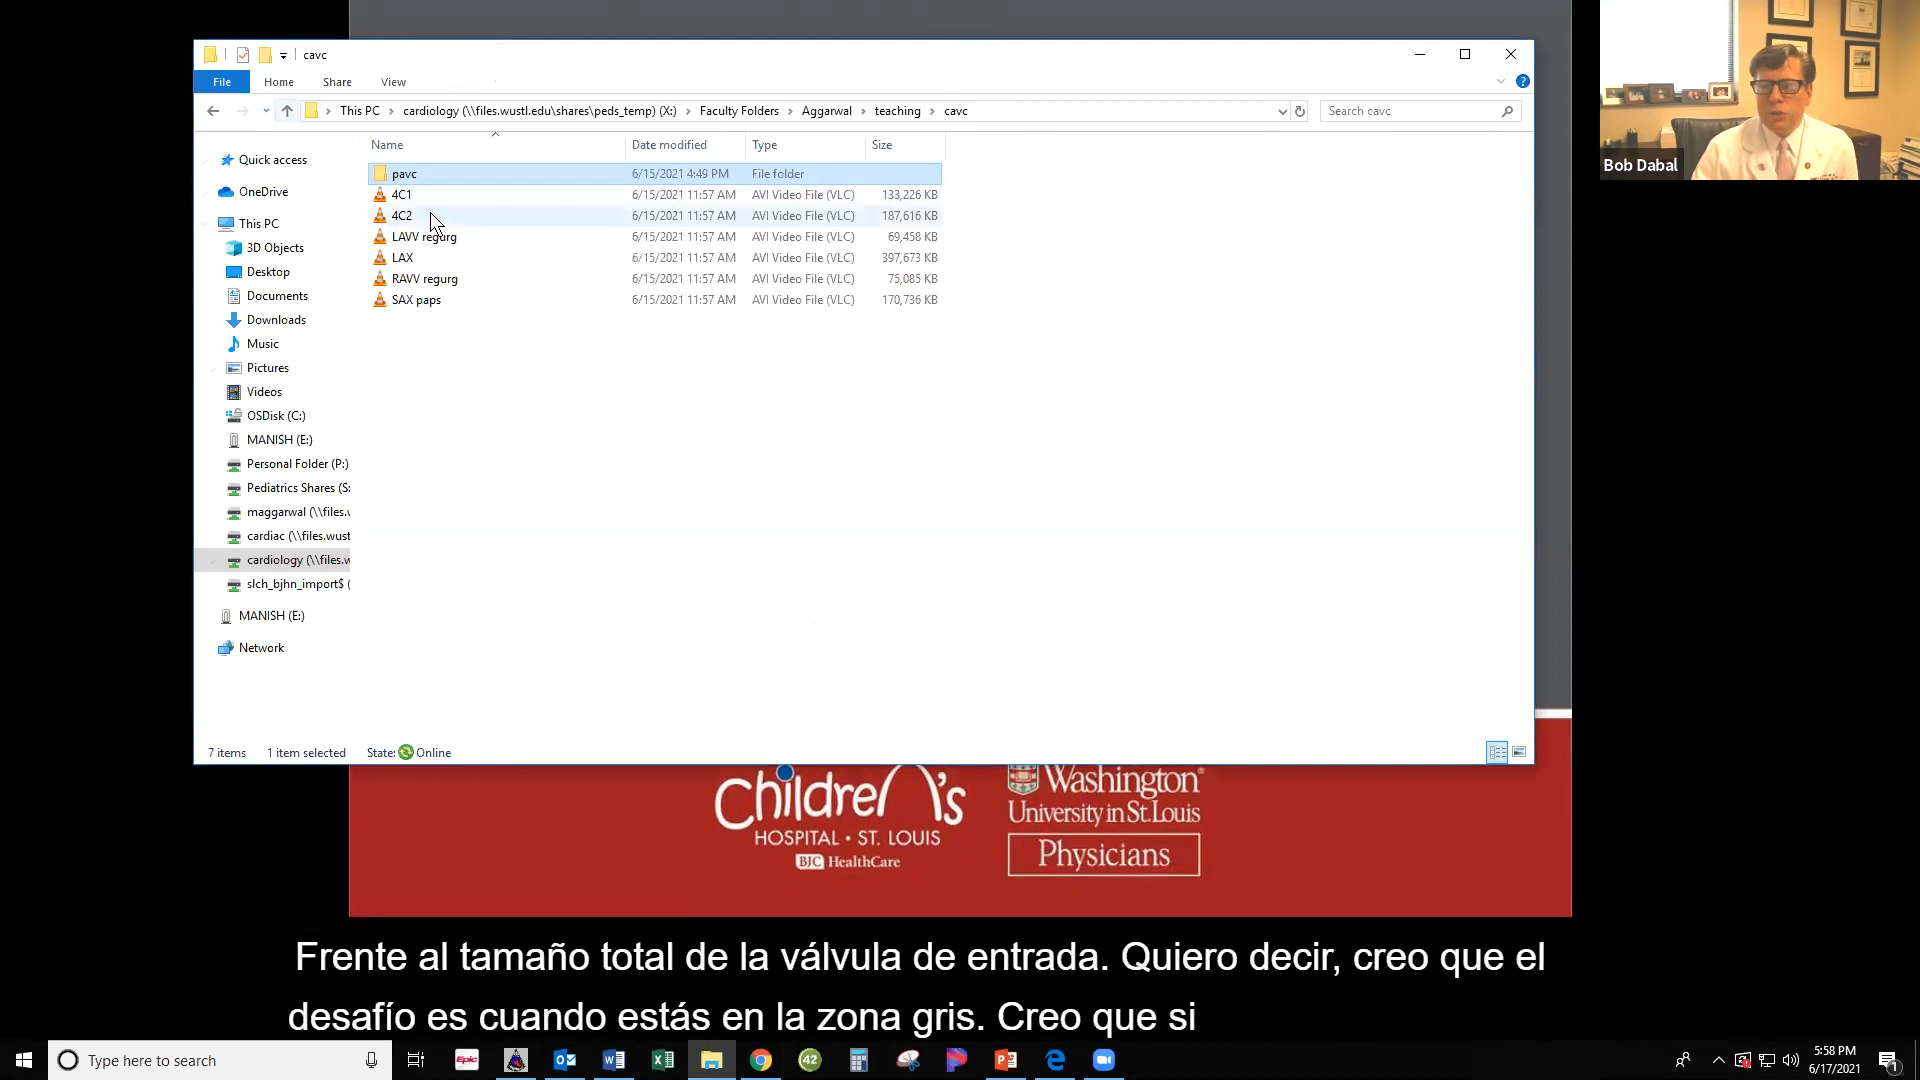 cavc
File Home Share View
This PC cardiology (\\files.wustl.edu\shares\peds_temp) (X:) Faculty Folders Aggarwal teaching cavc
Search cavc
Name Date modified Type Size
pavc 6/15/2021 4:49 PM File folder
4C1 6/15/2021 11:57 AM AVI Video File (VLC) 133,226 KB
4C2 6/15/2021 11:57 AM AVI Video File (VLC) 187,616 KB
LAVV regurg 6/15/2021 11:57 AM AVI Video File (VLC) 69,458 KB
LAX 6/15/2021 11:57 AM AVI Video File (VLC) 397,673 KB
RAVV regurg 6/15/2021 11:57 AM AVI Video File (VLC) 75,085 KB
SAX paps 6/15/2021 11:57 AM AVI Video File (VLC) 170,736 KB
Quick access
OneDrive
This PC
3D Objects
Desktop
Documents
Downloads
Music
Pictures
Videos
OSDisk (C:)
MANISH (E:)
Personal Folder (P:)
Pediatrics Shares (S:
maggarwal (\\files.
cardiac (\\files.wust
cardiology (\\files.w
slch_bjhn_import$ (
MANISH (E:)
Network
7 items 1 item selected State: Online
Bob Dabal
Children's
HOSPITAL • ST. LOUIS
BJC HealthCare
Washington
University in St. Louis
Physicians
Frente al tamaño total de la válvula de entrada. Quiero decir, creo que el
desafío es cuando estás en la zona gris. Creo que si
Type here to search
Epic
42
5:58 PM
6/17/2021
1